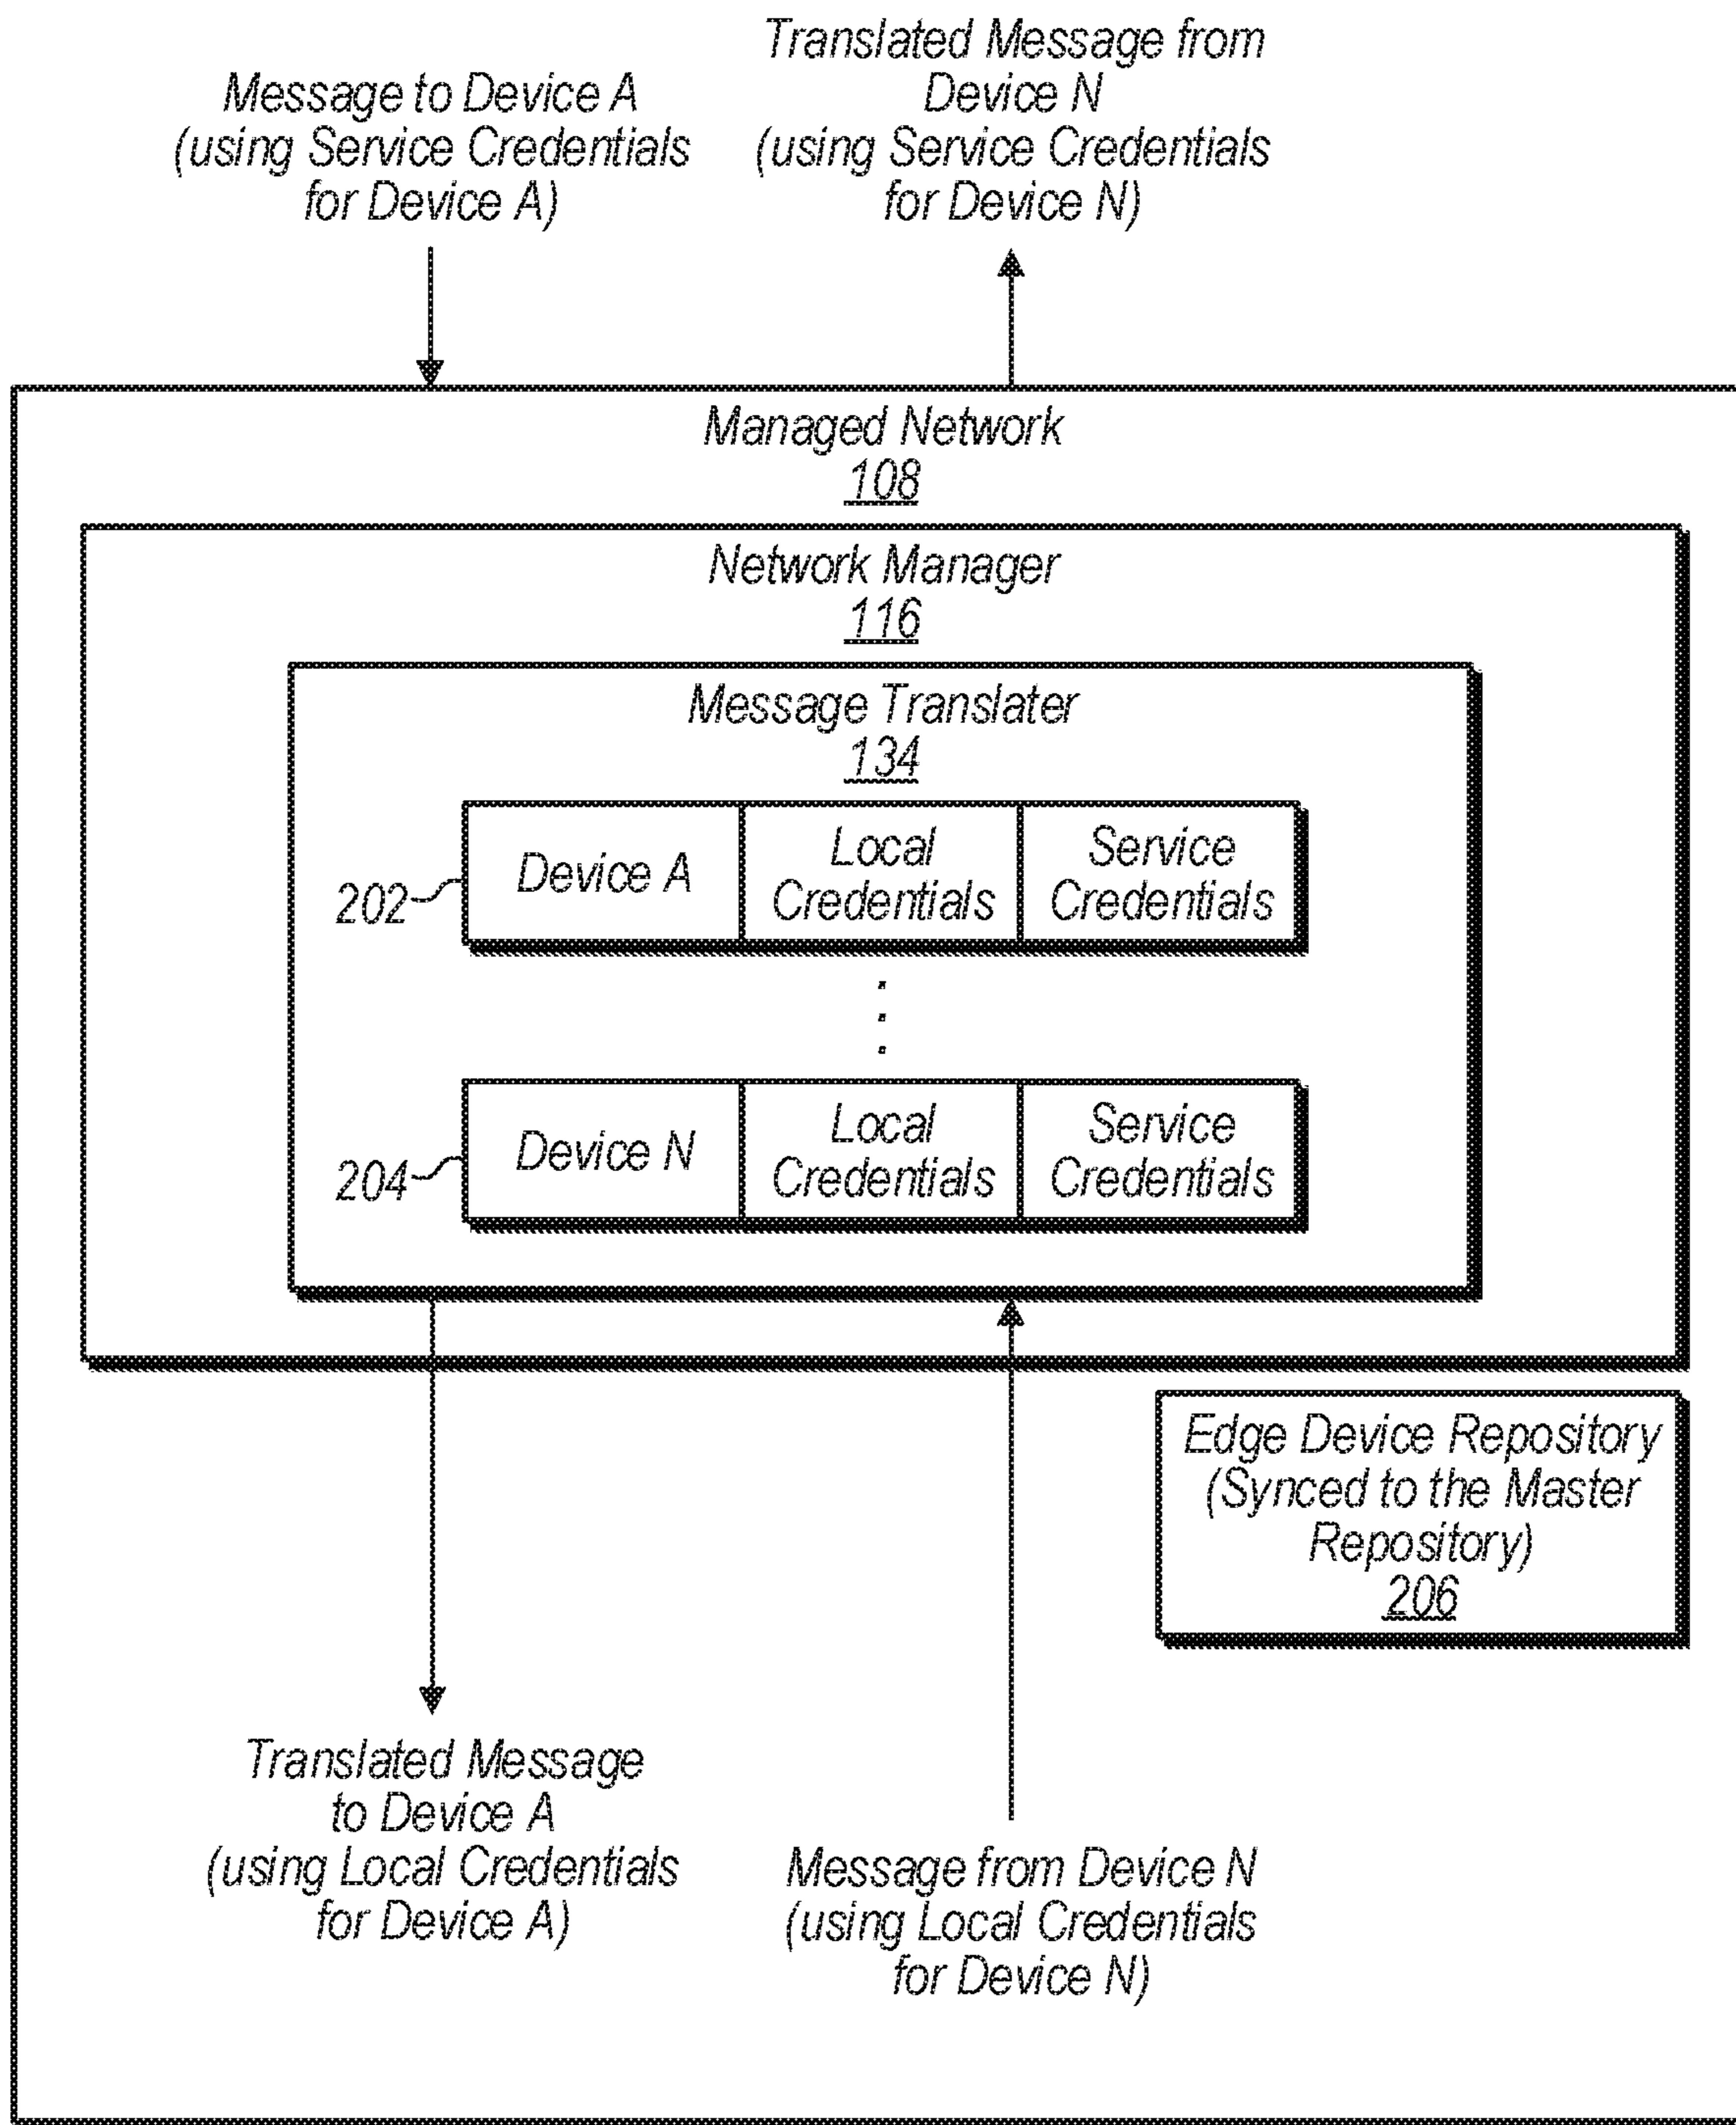 Message to Device A
(using Service Credentials
for Device A)
Translated Message from
Device N
(using Service Credentials
for Device N)
Managed Network
108
Network Manager
116
Message Translater
134
202
Device A
Local
Credentials
Service
Credentials
204
Device N
Local
Credentials
Service
Credentials
Edge Device Repository
(Synced to the Master
Repository)
206
Translated Message
to Device A
(using Local Credentials
for Device A)
Message from Device N
(using Local Credentials
for Device N)